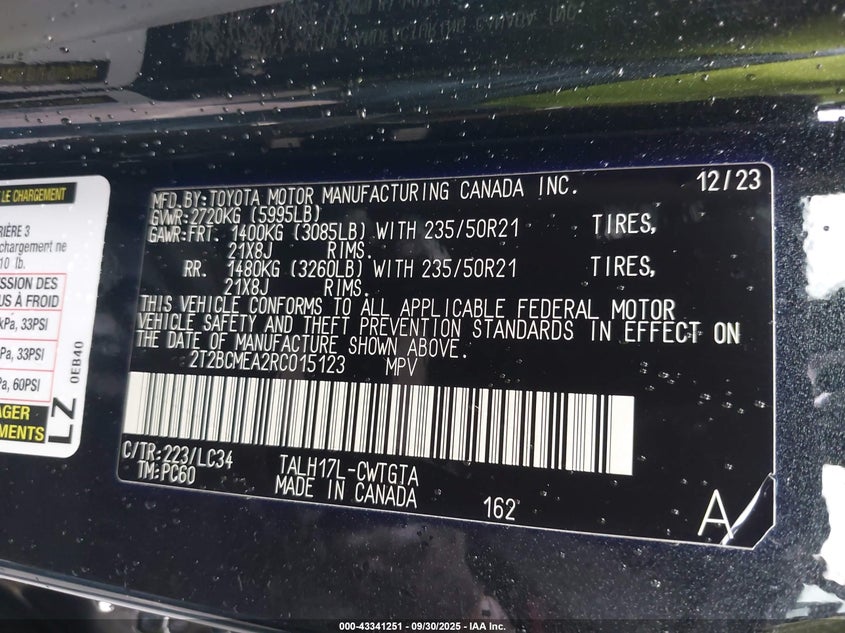 LE CHARGEMENT
RIÈRE 3
chargement ne
10 lb.
SSION DES
US À FROID
kPa, 33PSI
Pa, 33PSI
Pa, 60PSI
AGER
EMENTS
LZ
0EB40
MFD. BY: TOYOTA MOTOR MANUFACTURING CANADA INC. 12/23
GVWR: 2720KG (5995LB)
GAWR: FRT. 1400KG (3085LB) WITH 235/50R21 TIRES,
21X8J RIMS.
RR. 1480KG (3260LB) WITH 235/50R21 TIRES,
21X8J RIMS.
THIS VEHICLE CONFORMS TO ALL APPLICABLE FEDERAL MOTOR
VEHICLE SAFETY AND THEFT PREVENTION STANDARDS IN EFFECT ON
THE DATE OF MANUFACTURE SHOWN ABOVE.
2T2BCMEA2RC015123 MPV
C/TR: 223/LC34 TALH17L-CWTGTA
TM: PC60 MADE IN CANADA 162 A
000-43341251 - 09/30/2025 - IAA Inc.